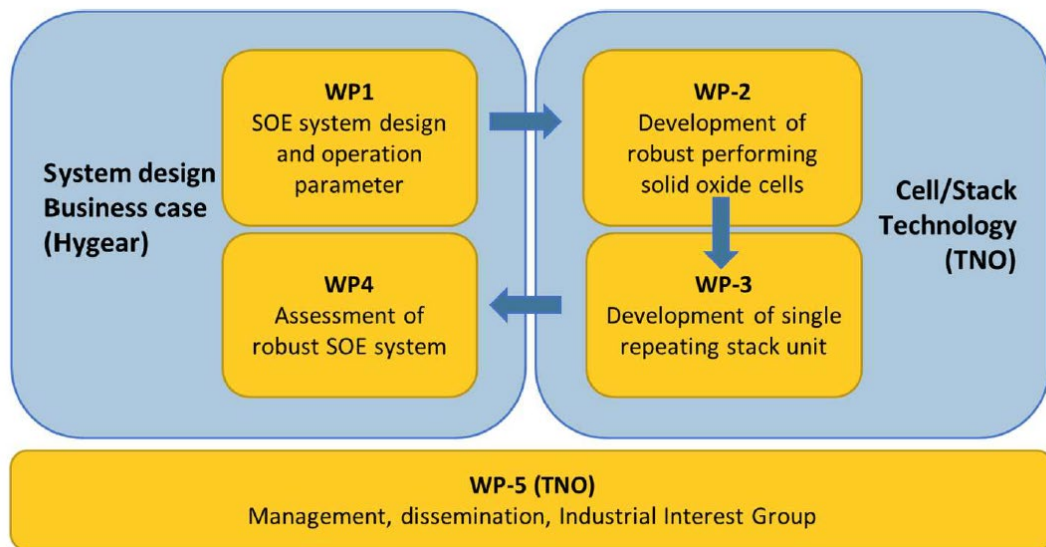 System design
Business case
(Hygear)
WP1
SOE system design
and operation
parameter
WP4
Assessment of
robust SOE system
WP-2
Development of
robust performing
solid oxide cells
WP-3
Development of single
repeating stack unit
Cell/Stack
Technology
(TNO)
WP-5 (TNO)
Management, dissemination, Industrial Interest Group